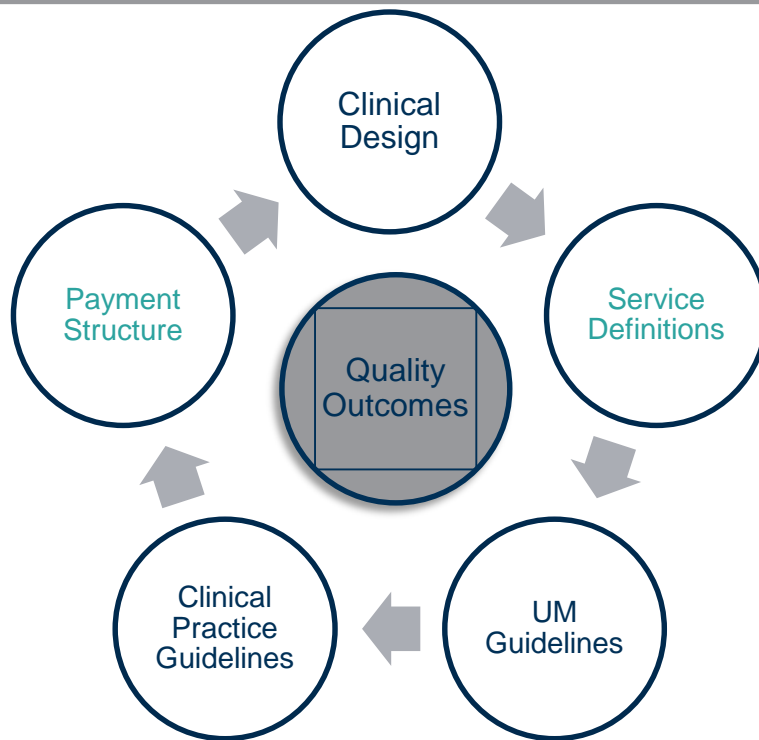 Clinical
Design
Payment
Structure
Service
Definitions
Quality
Outcomes
Clinical
Practice
Guidelines
UM
Guidelines